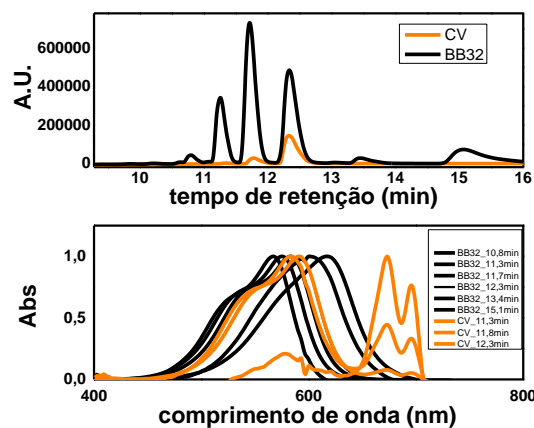 A.U.
600000
400000
200000
0
CV
BB32
10 11 12 13 14 15 16
tempo de retenção (min)
Abs
1,0
0,5
0,0
BB32_10,8min
BB32_11,3min
BB32_11,7min
BB32_12,3min
BB32_13,4min
BB32_15,1min
CV_11,3min
CV_11,8min
CV_12,3min
400 600 800
comprimento de onda (nm)